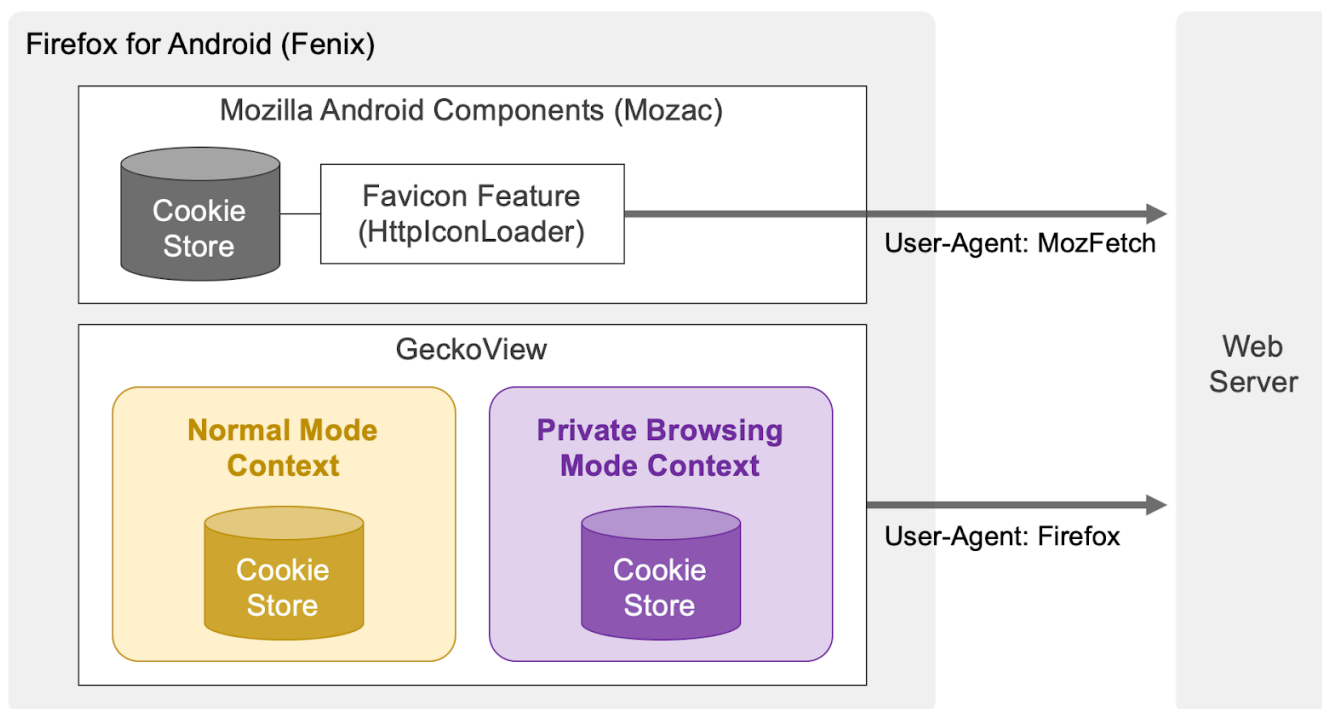 Firefox for Android (Fenix)
Mozilla Android Components (Mozac)
Cookie
Store
Favicon Feature
(HttpIconLoader)
User-Agent: MozFetch
GeckoView
Normal Mode
Context
Cookie
Store
Private Browsing
Mode Context
Cookie
Store
User-Agent: Firefox
Web
Server